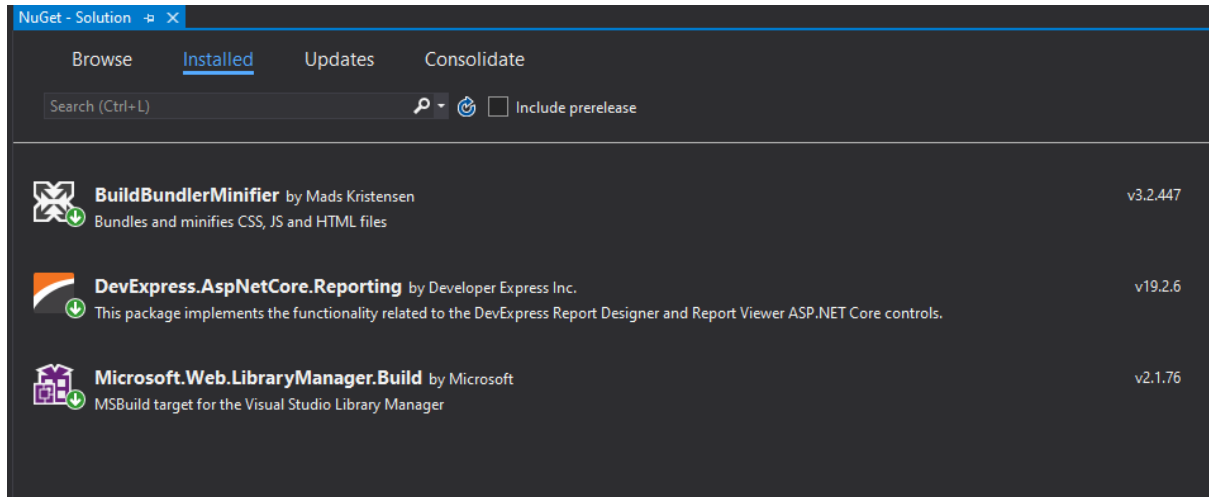 NuGet - Solution
Browse Installed Updates Consolidate
Search (Ctrl+L) Include prerelease
BuildBundlerMinifier by Mads Kristensen v3.2.447
Bundles and minifies CSS, JS and HTML files
DevExpress.AspNetCore.Reporting by Developer Express Inc. v19.2.6
This package implements the functionality related to the DevExpress Report Designer and Report Viewer ASP.NET Core controls.
Microsoft.Web.LibraryManager.Build by Microsoft v2.1.76
MSBuild target for the Visual Studio Library Manager